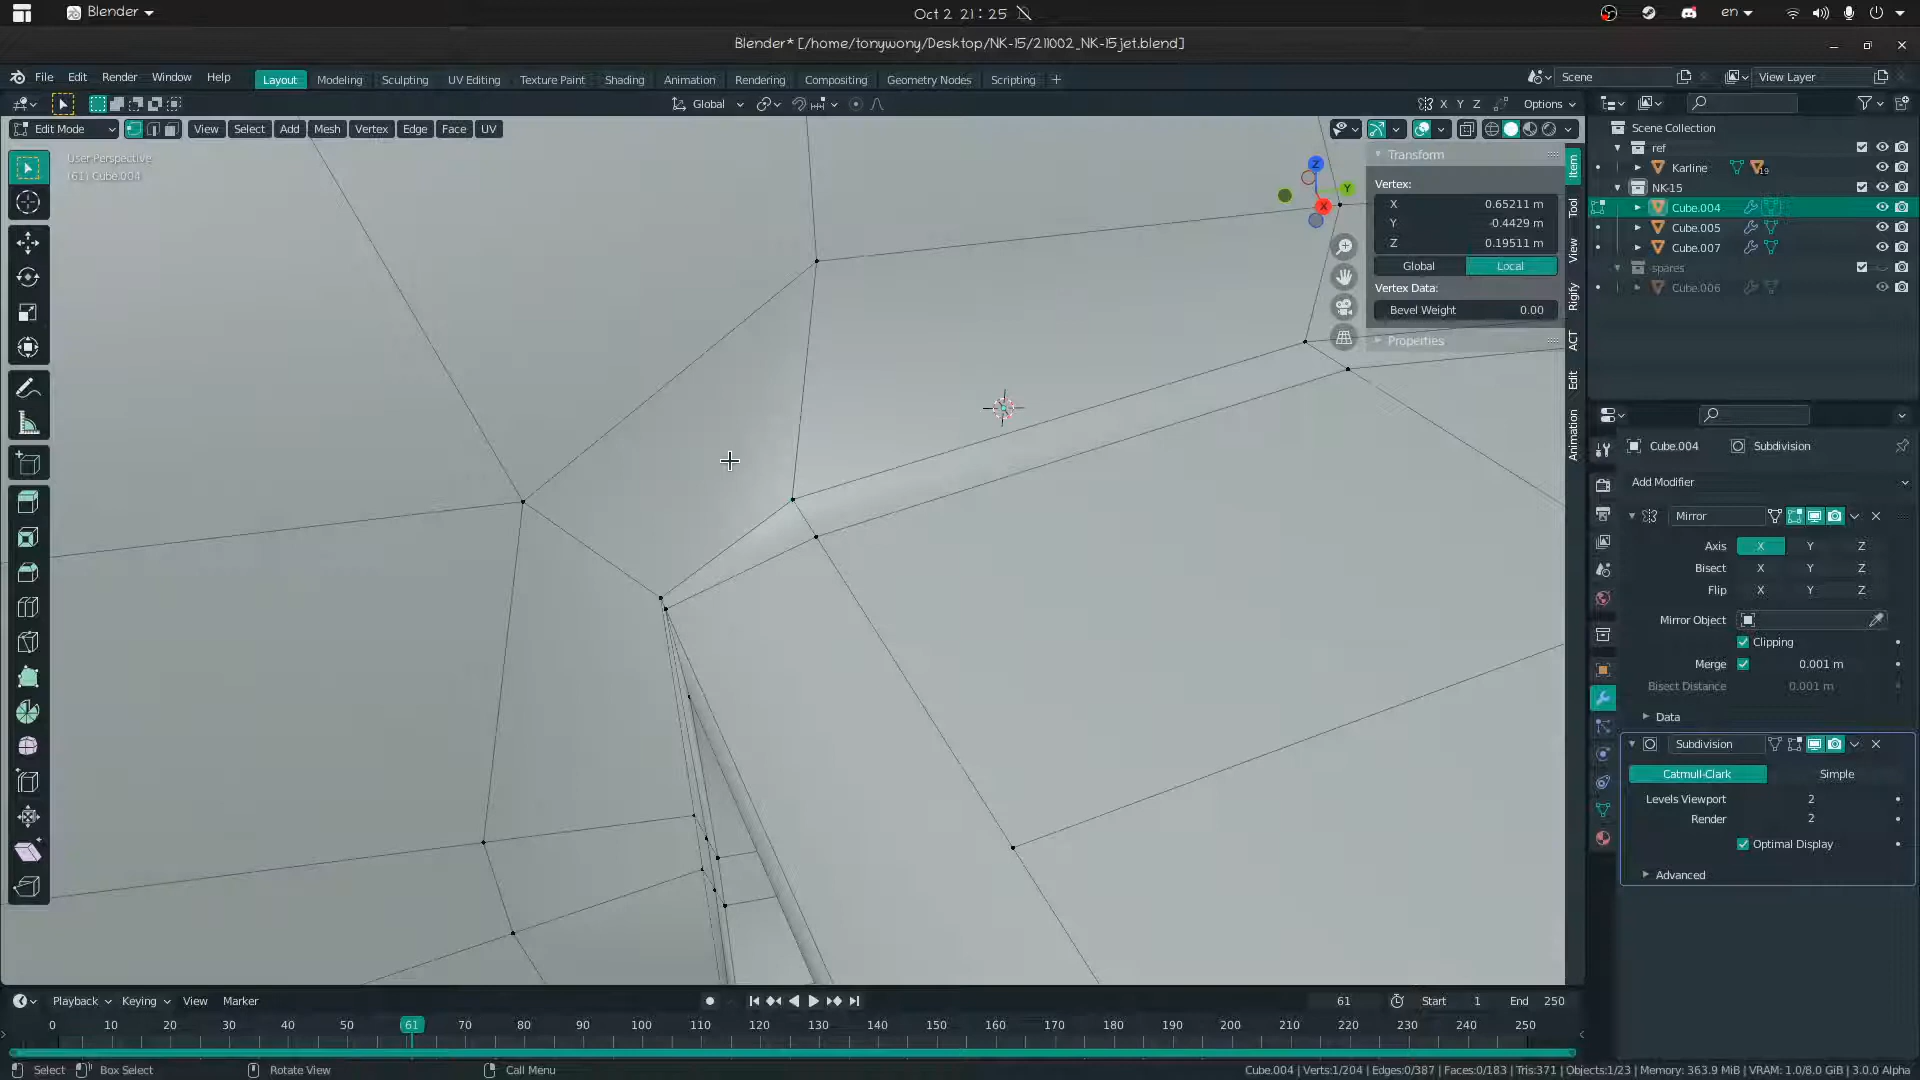 Blender
Oct 2 21 : 25
en
Blender* [/home/tonywony/Desktop/NK-15/211002_NK-15jet.blend]
File Edit Render Window Help
Layout Modeling Sculpting UV Editing Texture Paint Shading Animation Rendering Compositing Geometry Nodes Scripting +
Scene View Layer
Global X Y Z Options
Edit Mode View Select Add Mesh Vertex Edge Face UV
User Perspective
(61) Cube.004
Z
Y
X
Transform
Vertex:
X 0.65211 m
Y -0.4429 m
Z 0.19511 m
Global Local
Vertex Data:
Bevel Weight 0.00
Properties
Item
Tool
View
Rigify
ACT
Edit
Animation
Scene Collection
ref
Karline 19
NK-15
Cube.004
Cube.005
Cube.007
spares
Cube.006
Cube.004 Subdivision
Add Modifier
Mirror
Axis X Y Z
Bisect X Y Z
Flip X Y Z
Mirror Object
Clipping
Merge 0.001 m
Bisect Distance 0.001 m
Data
Subdivision
Catmull-Clark Simple
Levels Viewport 2
Render 2
Optimal Display
Advanced
Playback Keying View Marker 61 Start 1 End 250
0 10 20 30 40 50 61 70 80 90 100 110 120 130 140 150 160 170 180 190 200 210 220 230 240 250
Select Box Select Rotate View Call Menu Cube.004 | Verts:1/204 | Edges:0/387 | Faces:0/183 | Tris:371 | Objects:1/23 | Memory: 363.9 MiB | VRAM: 1.0/8.0 GiB | 3.0.0 Alpha